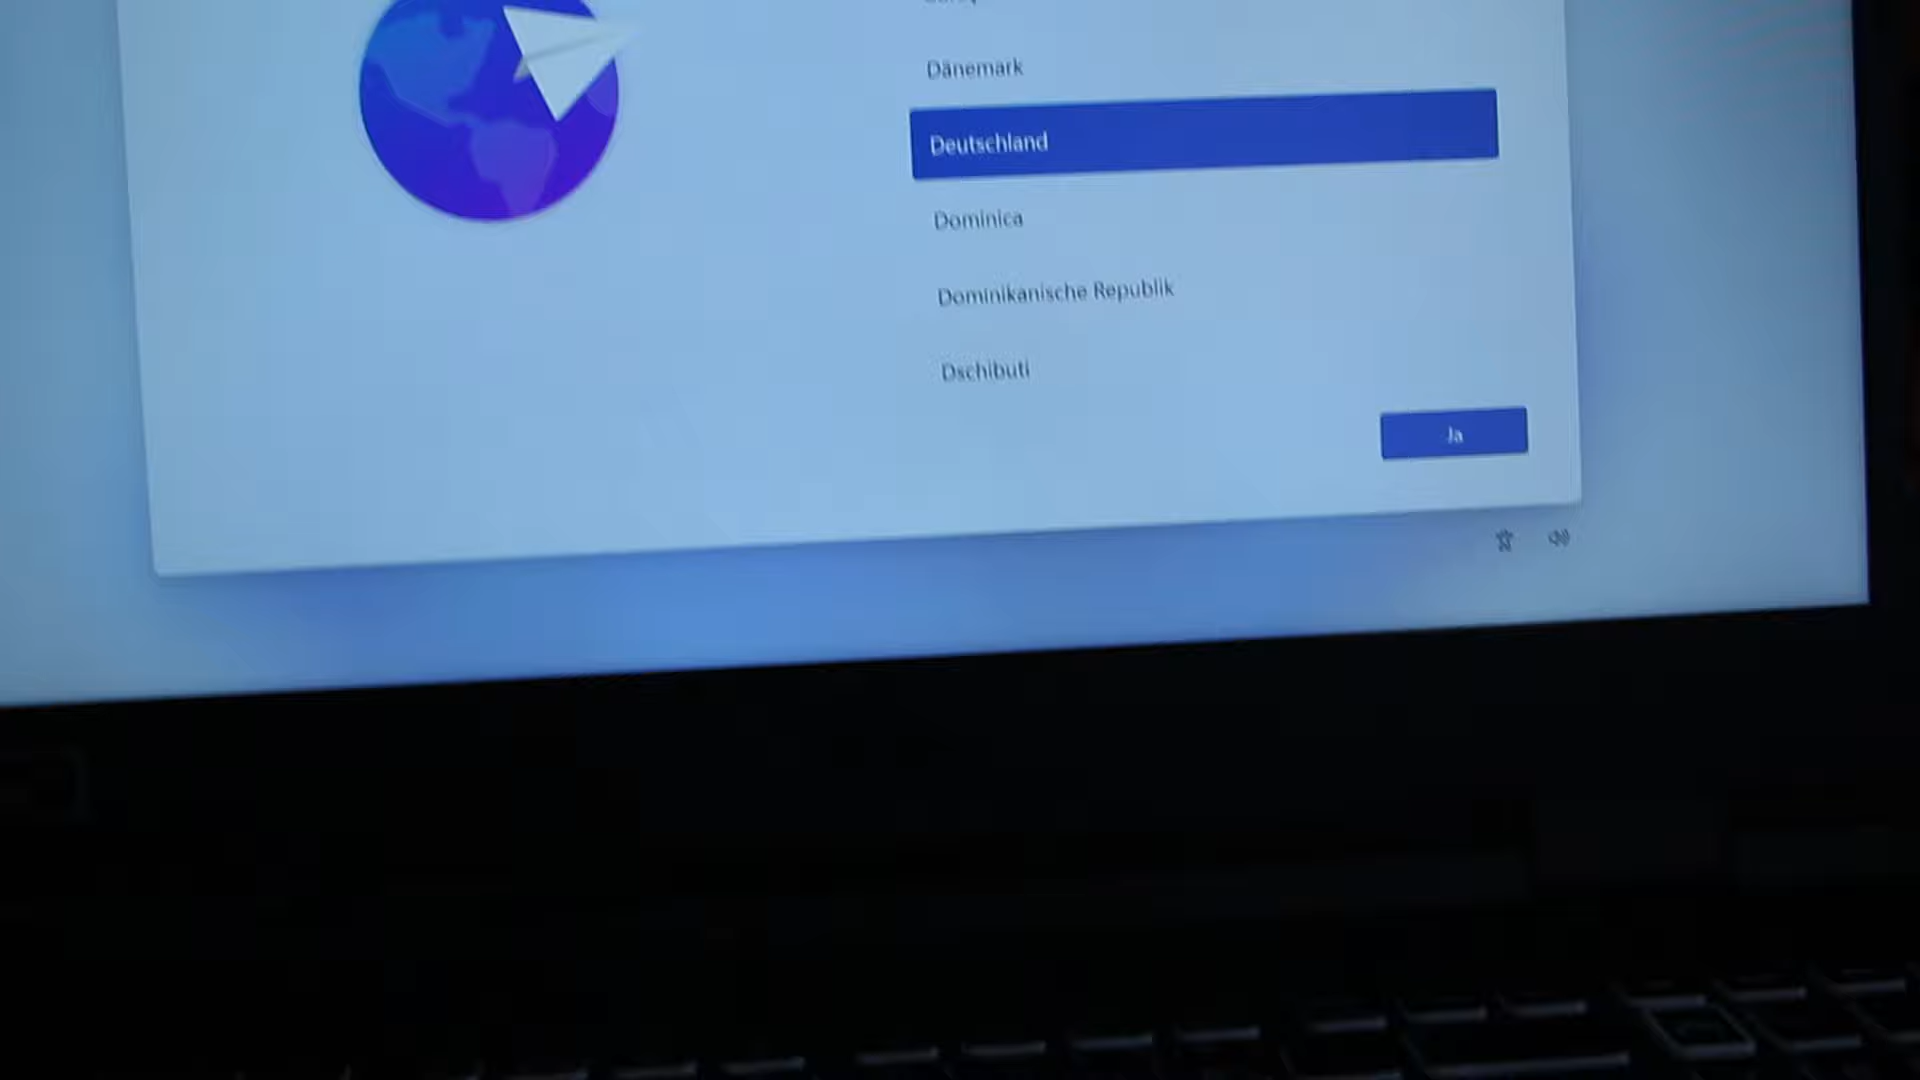 Dänemark
Deutschland
Dominica
Dominikanische Republik
Dschibuti
Ja